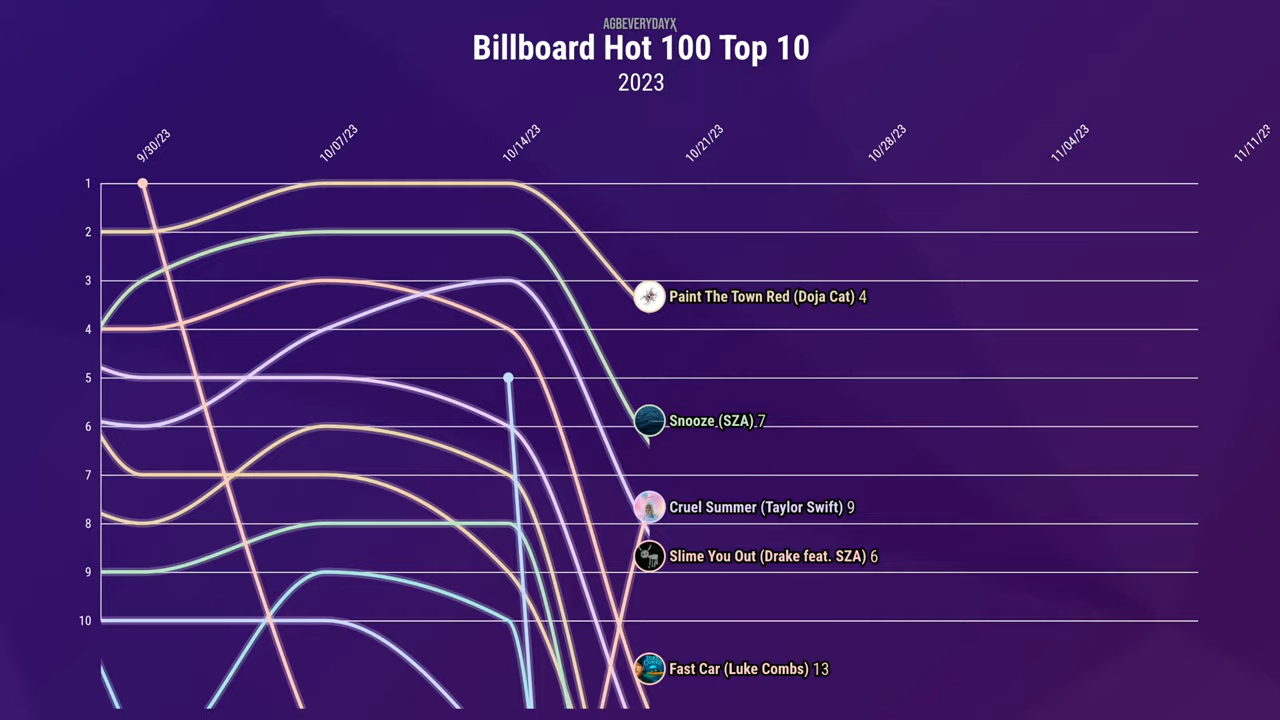 AGBEVERYDAYX
Billboard Hot 100 Top 10
2023
9/30/23
10/07/23
10/14/23
10/21/23
10/28/23
11/04/23
11/11/23
1
2
3
Paint The Town Red (Doja Cat) 4
4
5
Snooze (SZA) 7
6
7
Cruel Summer (Taylor Swift) 9
8
Slime You Out (Drake feat. SZA) 6
9
10
Fast Car (Luke Combs) 13